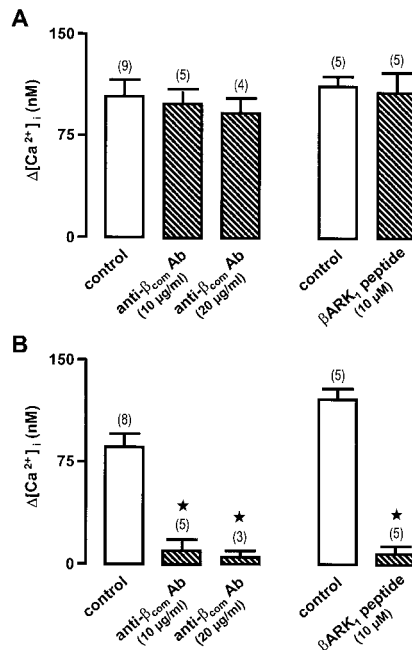 A
150
75
0
Δ[Ca²⁺]ᵢ (nM)
(9)
(5)
(4)
(5)
(5)
control
anti-βcom Ab
(10 µg/ml)
anti-βcom Ab
(20 µg/ml)
control
βARK₁ peptide
(10 µM)
B
150
75
0
Δ[Ca²⁺]ᵢ (nM)
(8)
★
(5)
★
(3)
(5)
★
(5)
control
anti-βcom Ab
(10 µg/ml)
anti-βcom Ab
(20 µg/ml)
control
βARK₁ peptide
(10 µM)